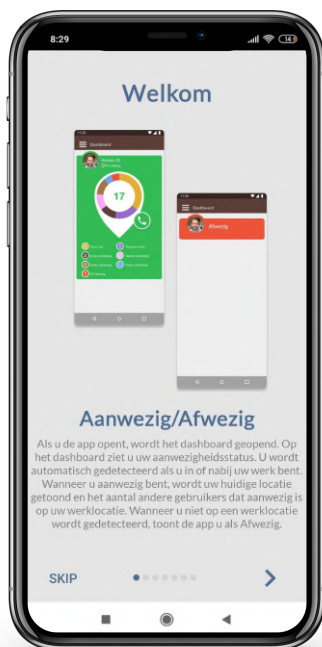 8:29
14
Welkom
Dashboard
17
Dashboard
Afwezig
Aanwezig/Afwezig
Als u de app opent, wordt het dashboard geopend. Op
het dashboard ziet u uw aanwezigheidsstatus. U wordt
automatisch gedetecteerd als u in of nabij uw werk bent.
Wanneer u aanwezig bent, wordt uw huidige locatie
getoond en het aantal andere gebruikers dat aanwezig is
op uw werklocatie. Wanneer u niet op een werklocatie
wordt gedetecteerd, toont de app u als Afwezig.
SKIP